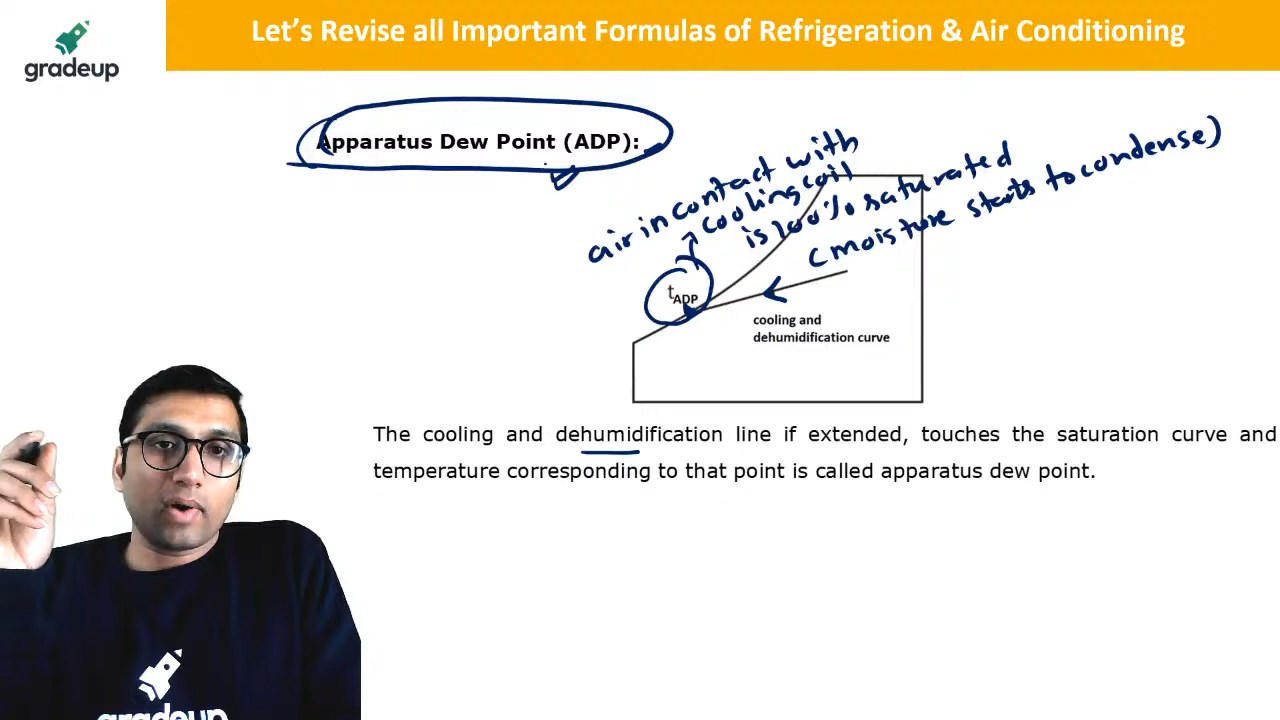 Let's Revise all Important Formulas of Refrigeration & Air Conditioning
gradeup
Apparatus Dew Point (ADP):
air in contact with
cooling coil
is 100% saturated
(moisture starts to condense)
tADP
cooling and
dehumidification curve
The cooling and dehumidification line if extended, touches the saturation curve and
temperature corresponding to that point is called apparatus dew point.
gradeup